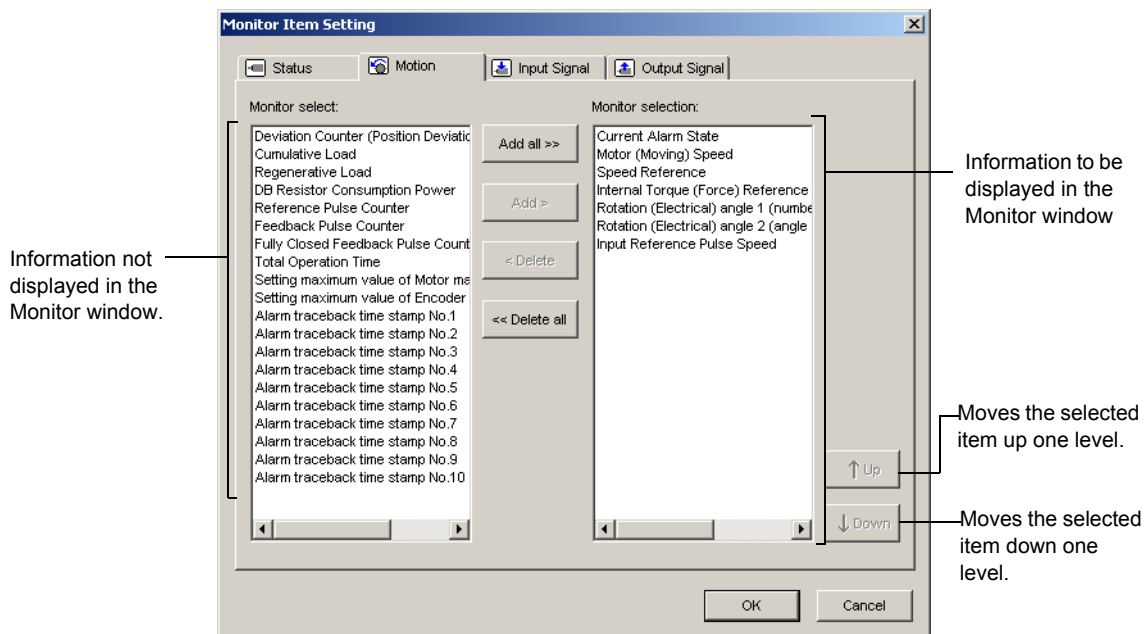 Monitor Item Setting
Status
Motion
Input Signal
Output Signal
Monitor select:
Deviation Counter (Position Deviatic
Cumulative Load
Regenerative Load
DB Resistor Consumption Power
Reference Pulse Counter
Feedback Pulse Counter
Fully Closed Feedback Pulse Count
Total Operation Time
Setting maximum value of Motor ma
Setting maximum value of Encoder
Alarm traceback time stamp No.1
Alarm traceback time stamp No.2
Alarm traceback time stamp No.3
Alarm traceback time stamp No.4
Alarm traceback time stamp No.5
Alarm traceback time stamp No.6
Alarm traceback time stamp No.7
Alarm traceback time stamp No.8
Alarm traceback time stamp No.9
Alarm traceback time stamp No.10
Add all >>
Add >
< Delete
<< Delete all
Monitor selection:
Current Alarm State
Motor (Moving) Speed
Speed Reference
Internal Torque (Force) Reference
Rotation (Electrical) angle 1 (numbe
Rotation (Electrical) angle 2 (angle
Input Reference Pulse Speed
Up
Down
OK
Cancel
Information not
displayed in the
Monitor window.
Information to be
displayed in the
Monitor window
Moves the selected
item up one level.
Moves the selected
item down one
level.